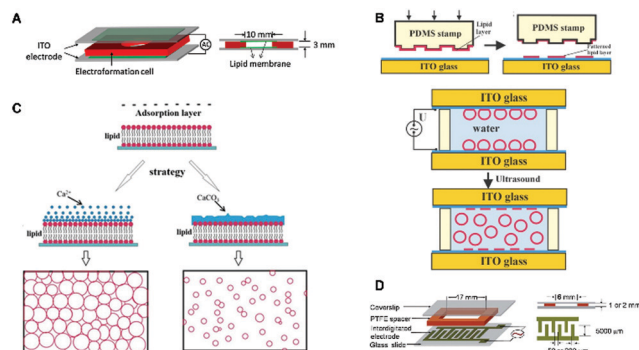 A
ITO
electrode
Electroformation cell
AC
10 mm
3 mm
Lipid membrane
B
PDMS stamp
Lipid
layer
ITO glass
PDMS stamp
Patterned
lipid layer
ITO glass
ITO glass
U
water
ITO glass
Ultrasound
ITO glass
ITO glass
C
Adsorption layer
lipid
strategy
Ca²⁺
lipid
CaCO₃
lipid
D
17 mm
Coverslip
PTFE spacer
Interdigitated
electrode
Glass slide
6 mm
1 or 2 mm
5000 μm